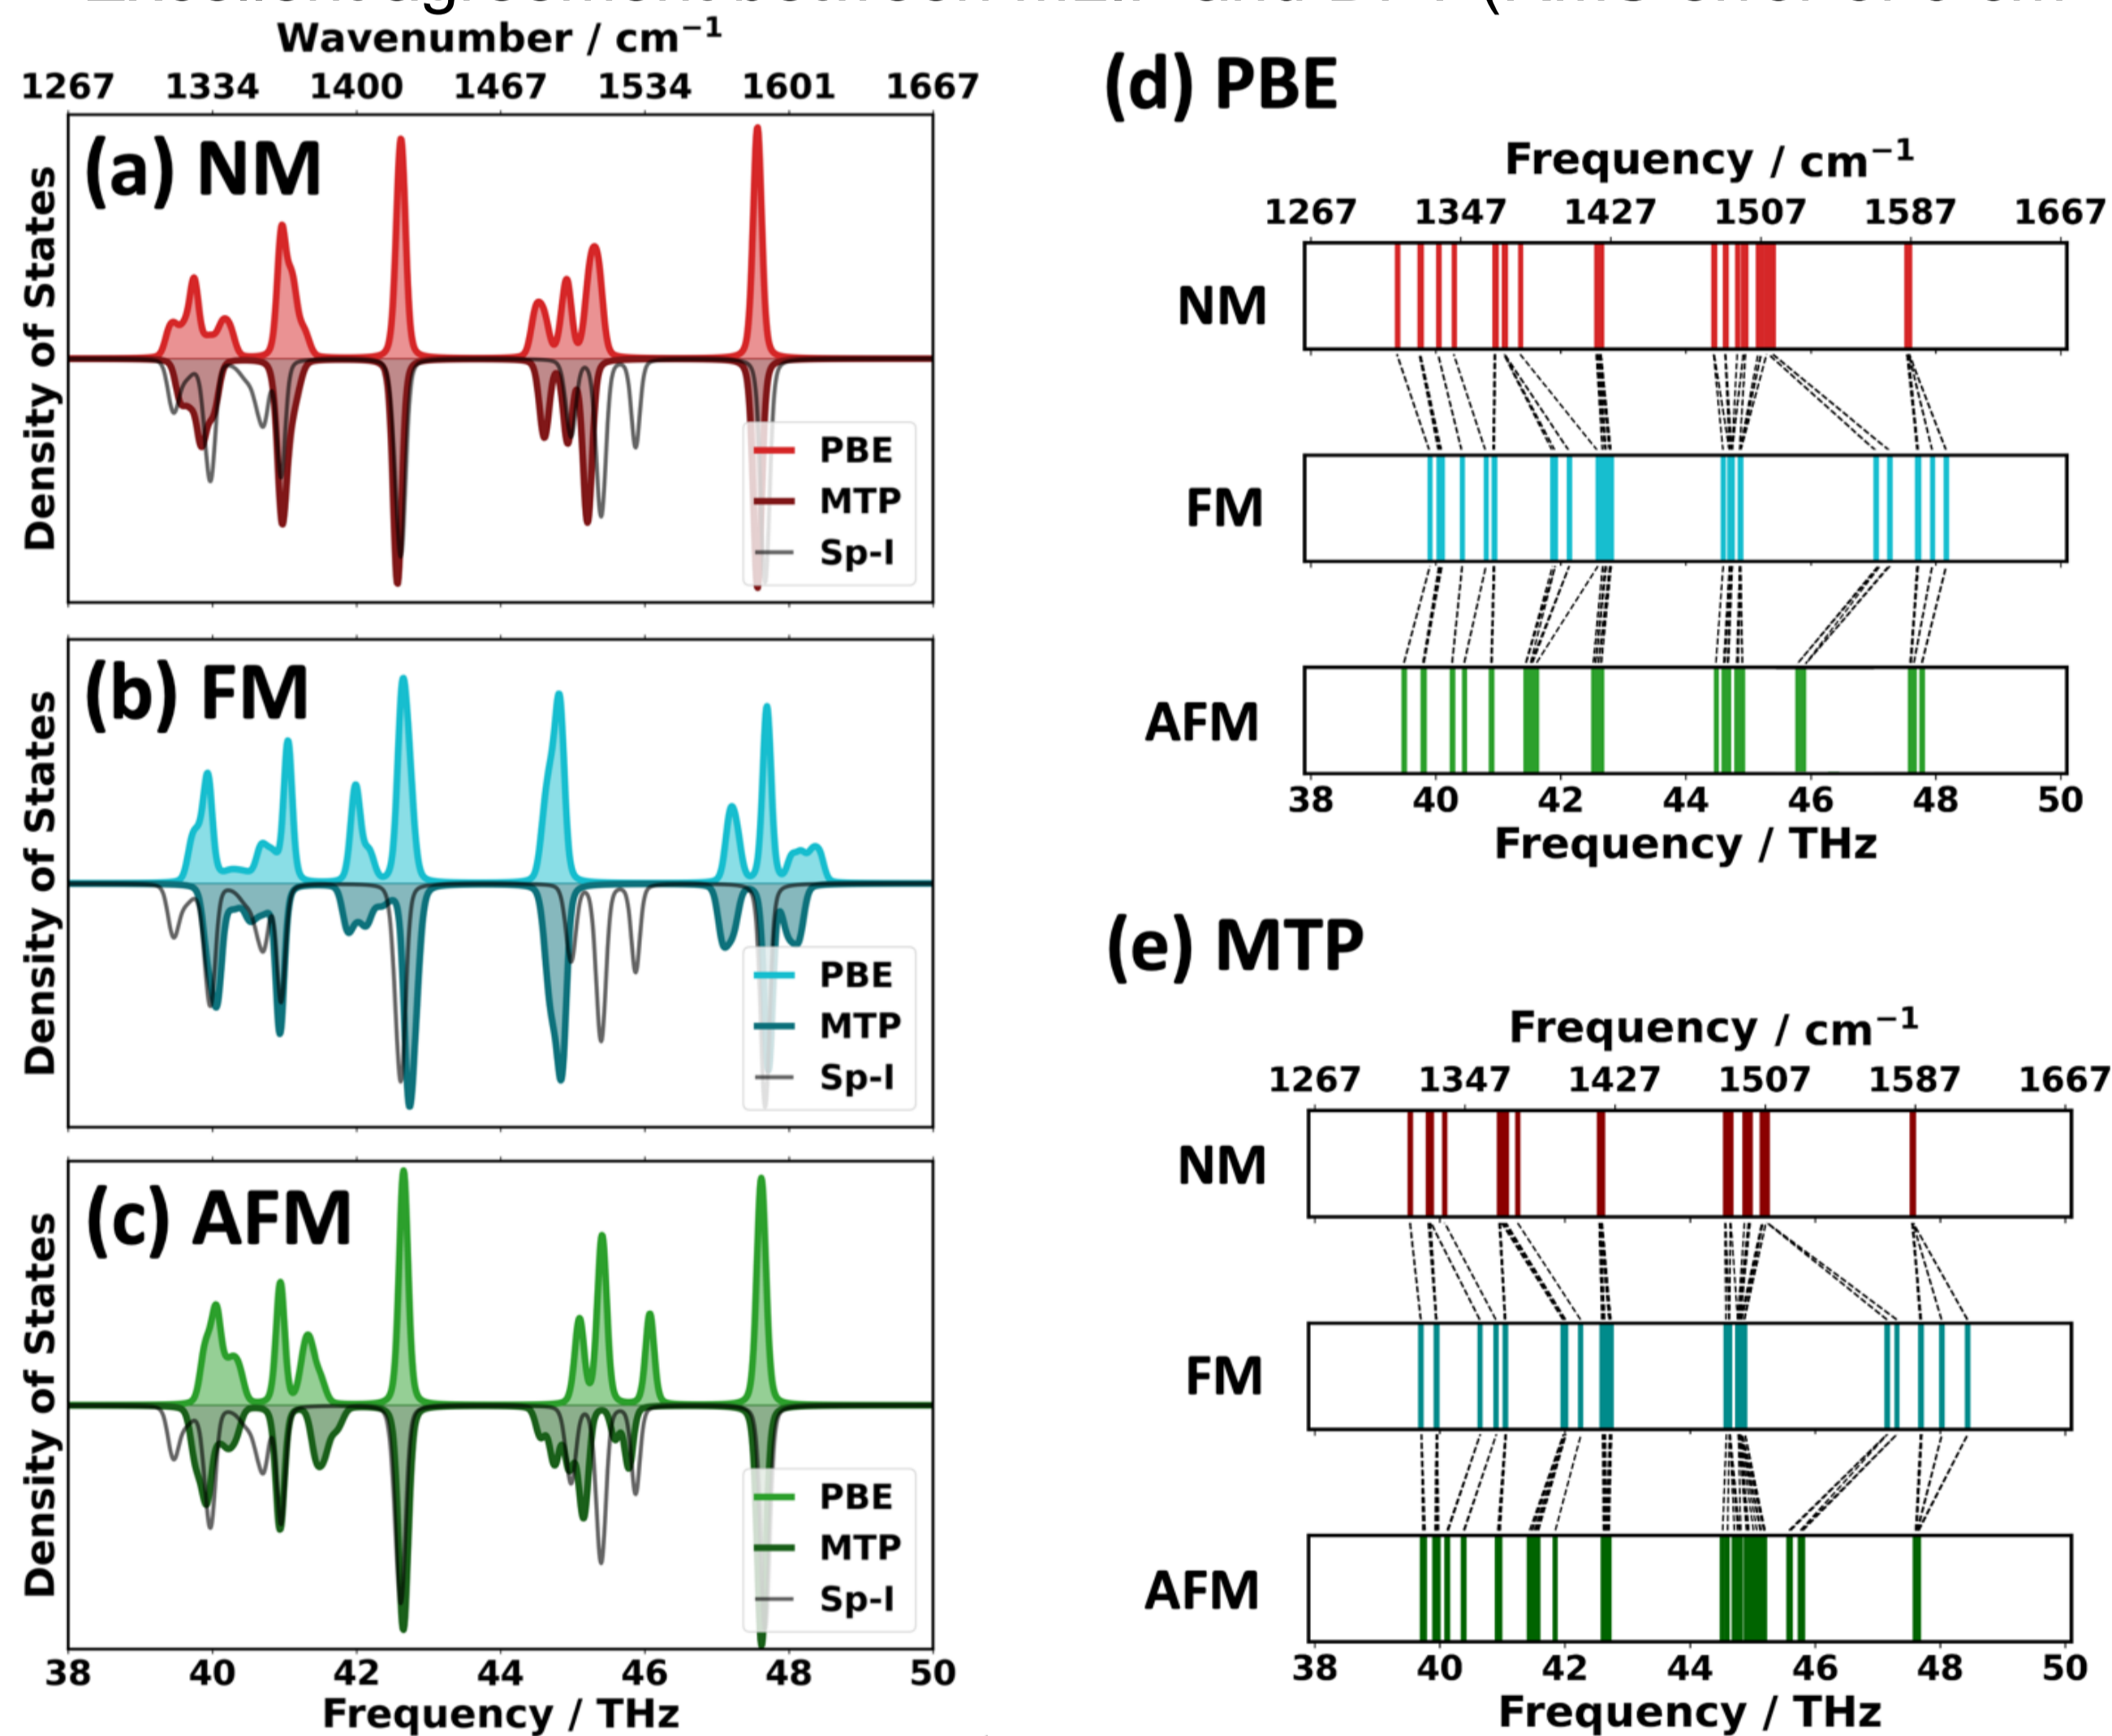 Wavenumber / cm⁻¹
1267 1334 1400 1467 1534 1601 1667
(a) NM
Density of States
PBE
MTP
Sp-I
(b) FM
Density of States
PBE
MTP
Sp-I
(c) AFM
Density of States
PBE
MTP
Sp-I
38 40 42 44 46 48 50
Frequency / THz
(d) PBE
Frequency / cm⁻¹
1267 1347 1427 1507 1587 1667
NM
FM
AFM
38 40 42 44 46 48 50
Frequency / THz
(e) MTP
Frequency / cm⁻¹
1267 1347 1427 1507 1587 1667
NM
FM
AFM
38 40 42 44 46 48 50
Frequency / THz